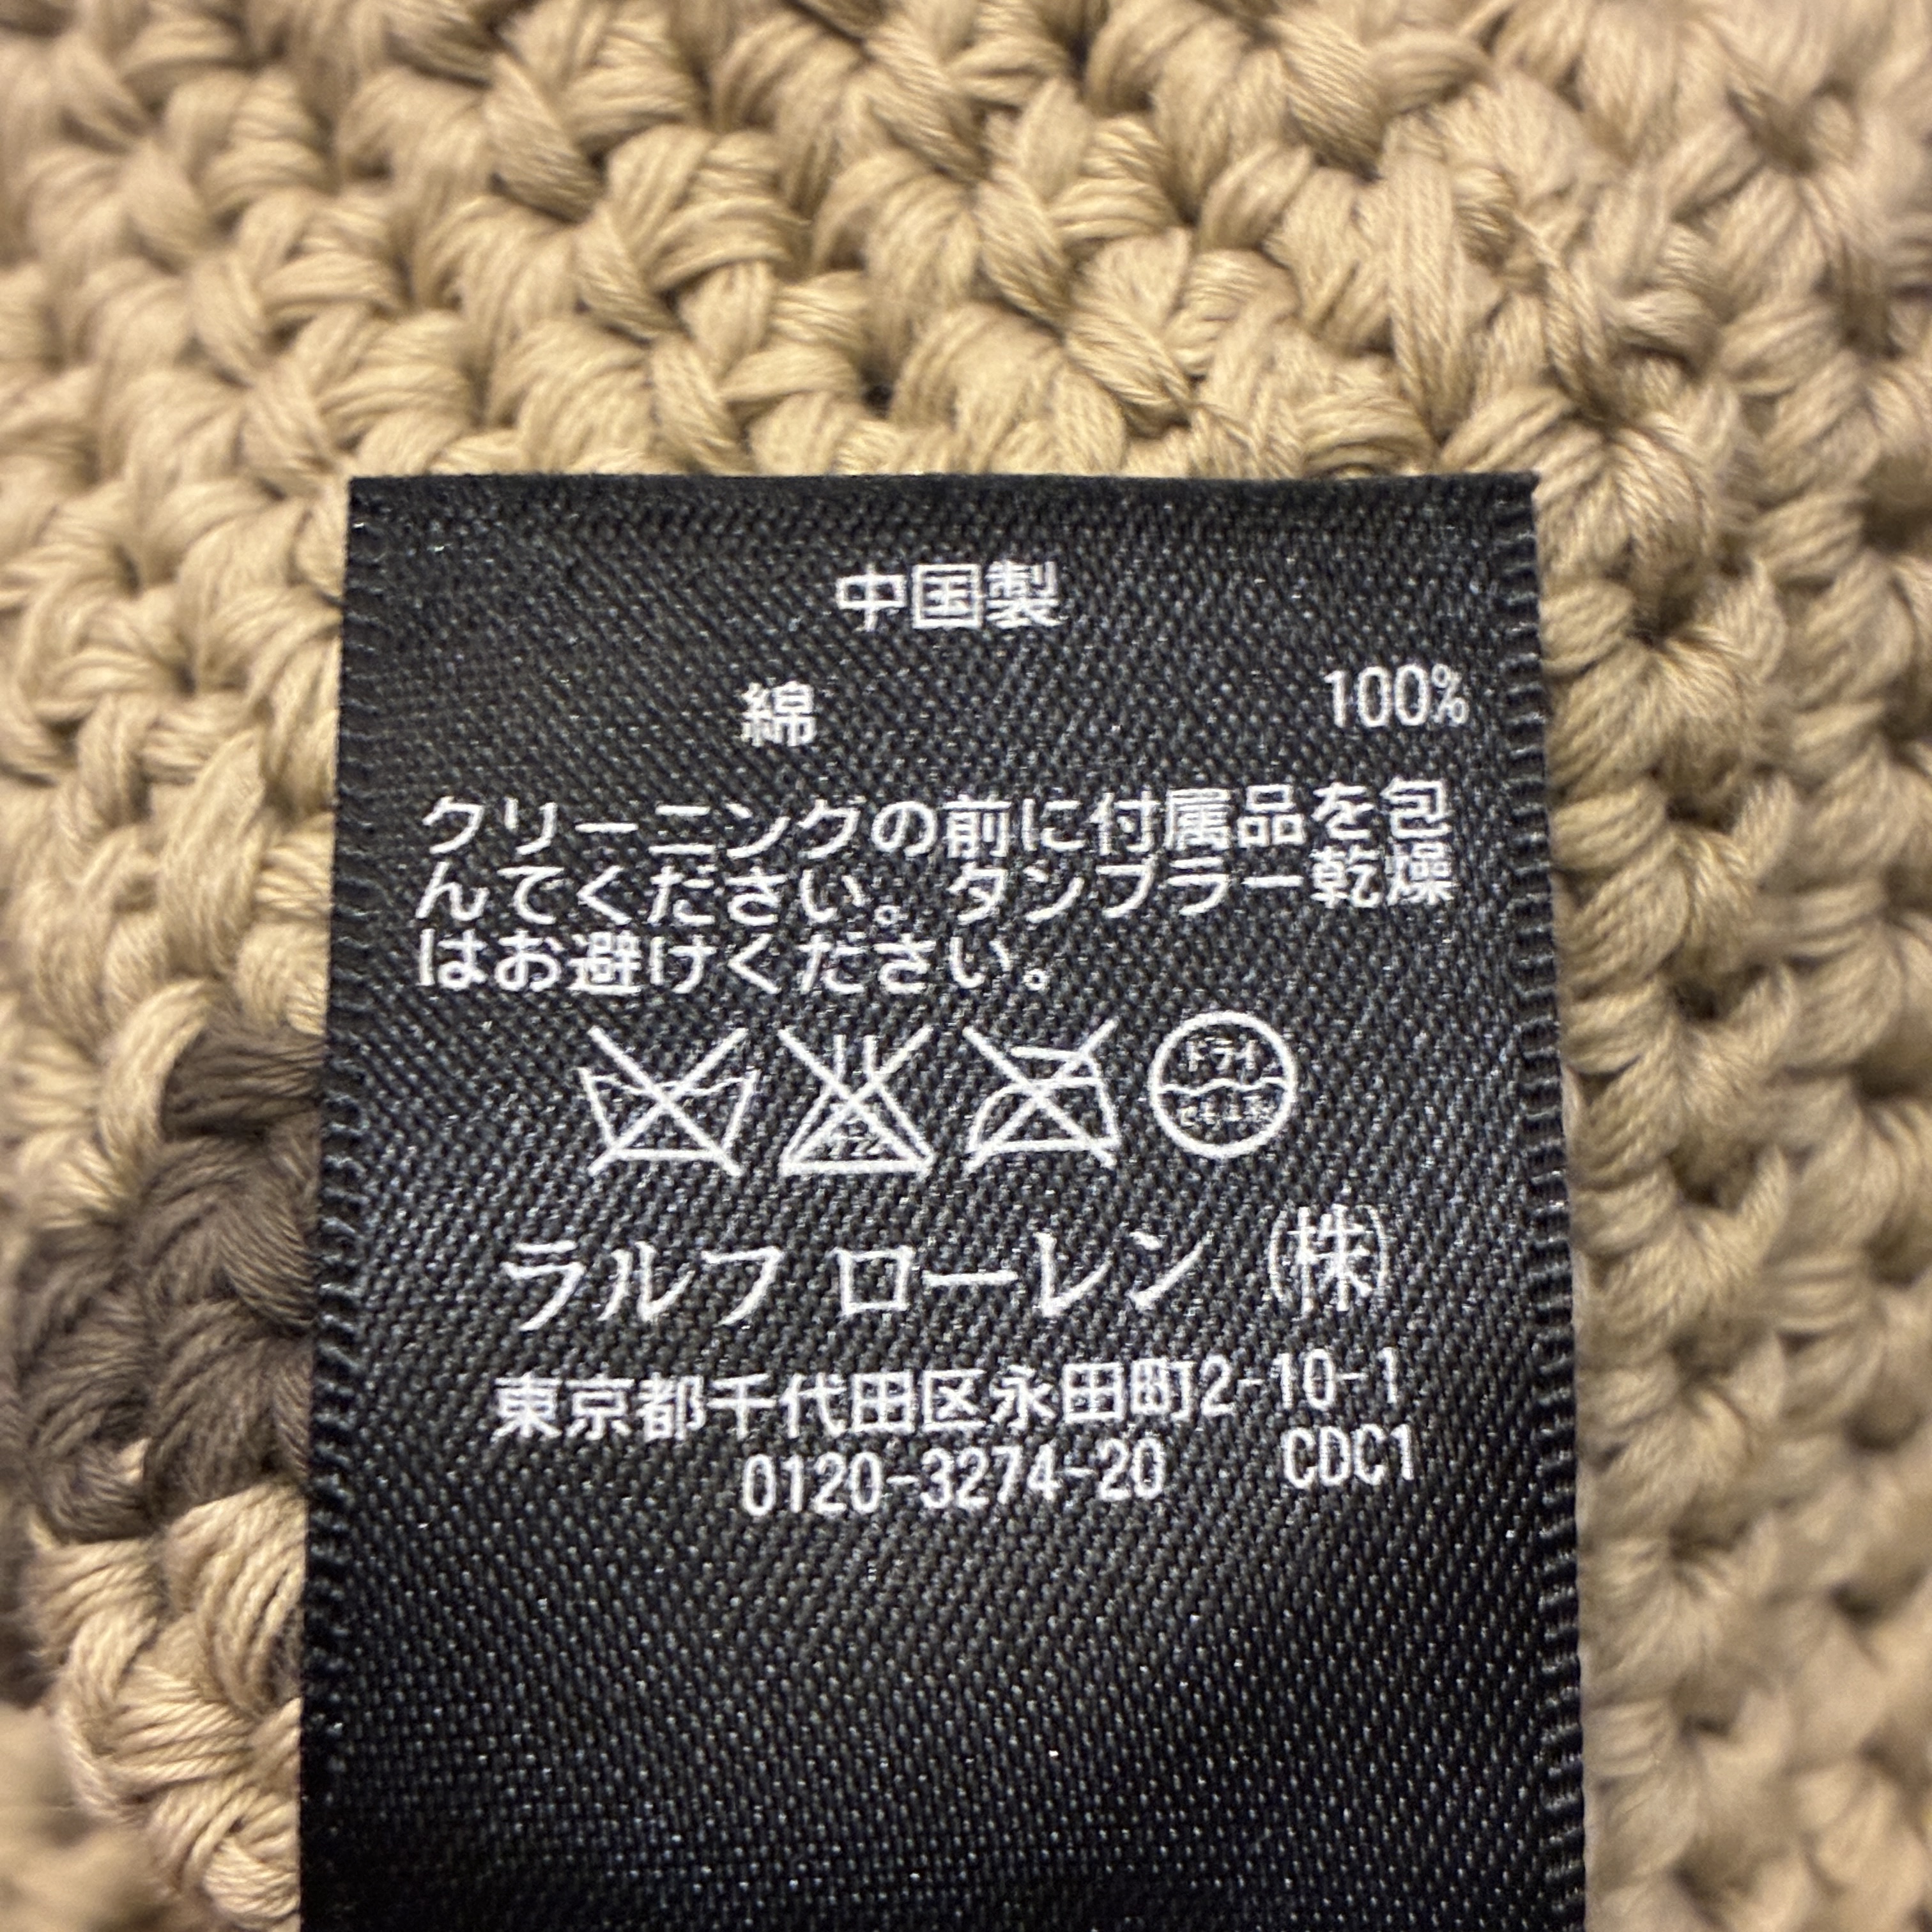 中国製
綿 100%
クリーニングの前に付属品を包
んでください。タンブラー乾燥
はお避けください。
ドライ
ラルフ ローレン (株)
東京都千代田区永田町2-10-1
0120-3274-20 CDC1